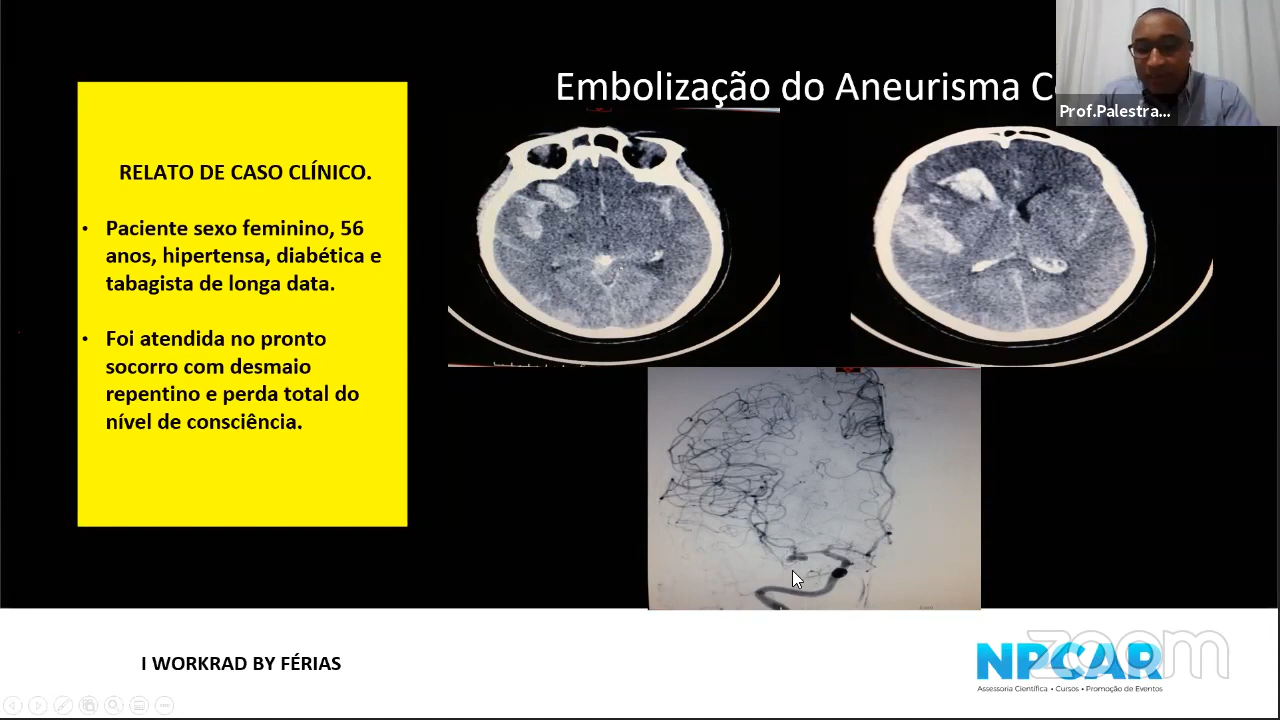 Embolização do Aneurisma C
Prof.Palestra...
RELATO DE CASO CLÍNICO.
• Paciente sexo feminino, 56
anos, hipertensa, diabética e
tabagista de longa data.
• Foi atendida no pronto
socorro com desmaio
repentino e perda total do
nível de consciência.
I WORKRAD BY FÉRIAS
zoom
NPCAR
Assessoria Científica • Cursos • Promoção de Eventos